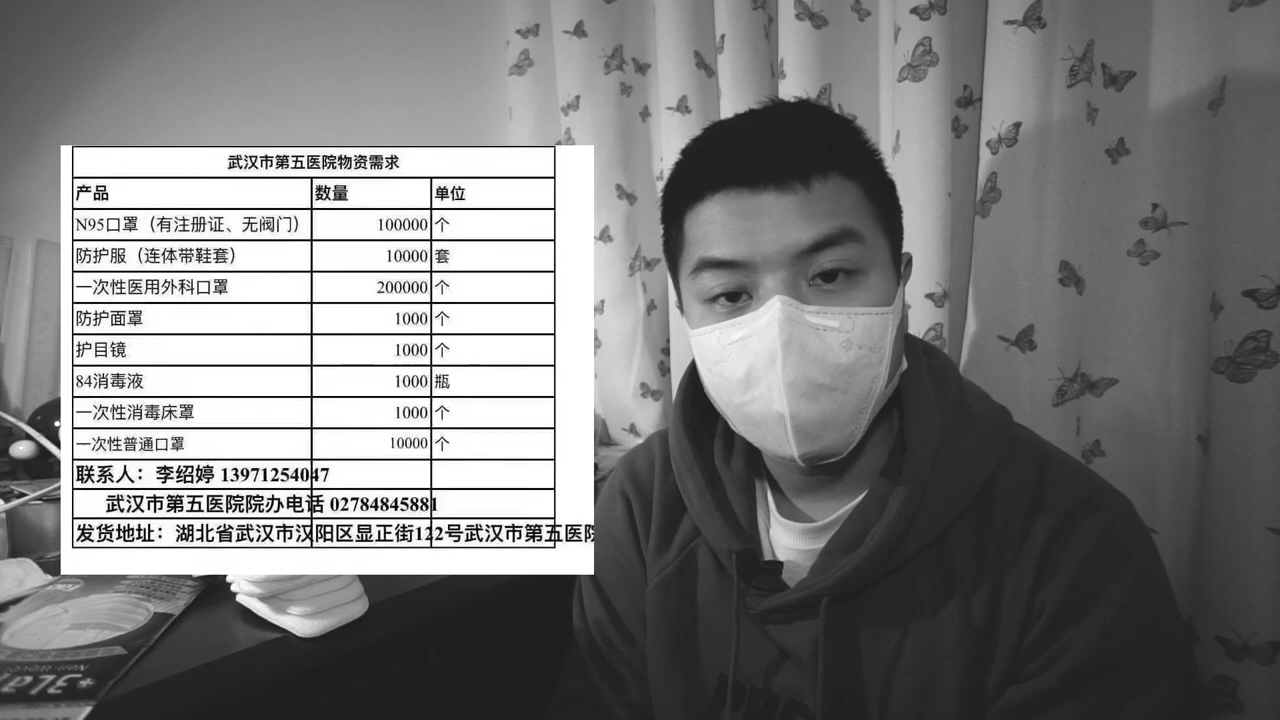 武汉市第五医院物资需求
产品 数量 单位
N95口罩（有注册证、无阀门） 100000 个
防护服（连体带鞋套） 10000 套
一次性医用外科口罩 200000 个
防护面罩 1000 个
护目镜 1000 个
84消毒液 1000 瓶
一次性消毒床罩 1000 个
一次性普通口罩 10000 个
联系人：李绍婷 13971254047
武汉市第五医院院办电话 02784845881
发货地址：湖北省武汉市汉阳区显正街122号武汉市第五医院